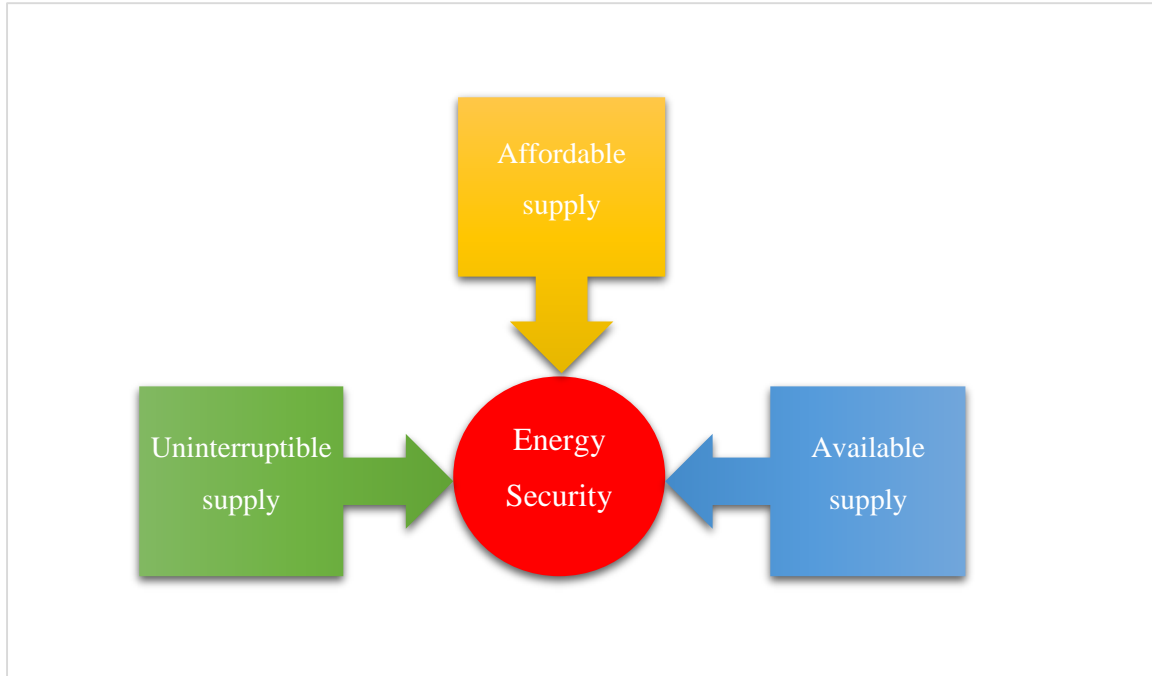 Affordable
supply
Uninterruptible
supply
Energy
Security
Available
supply